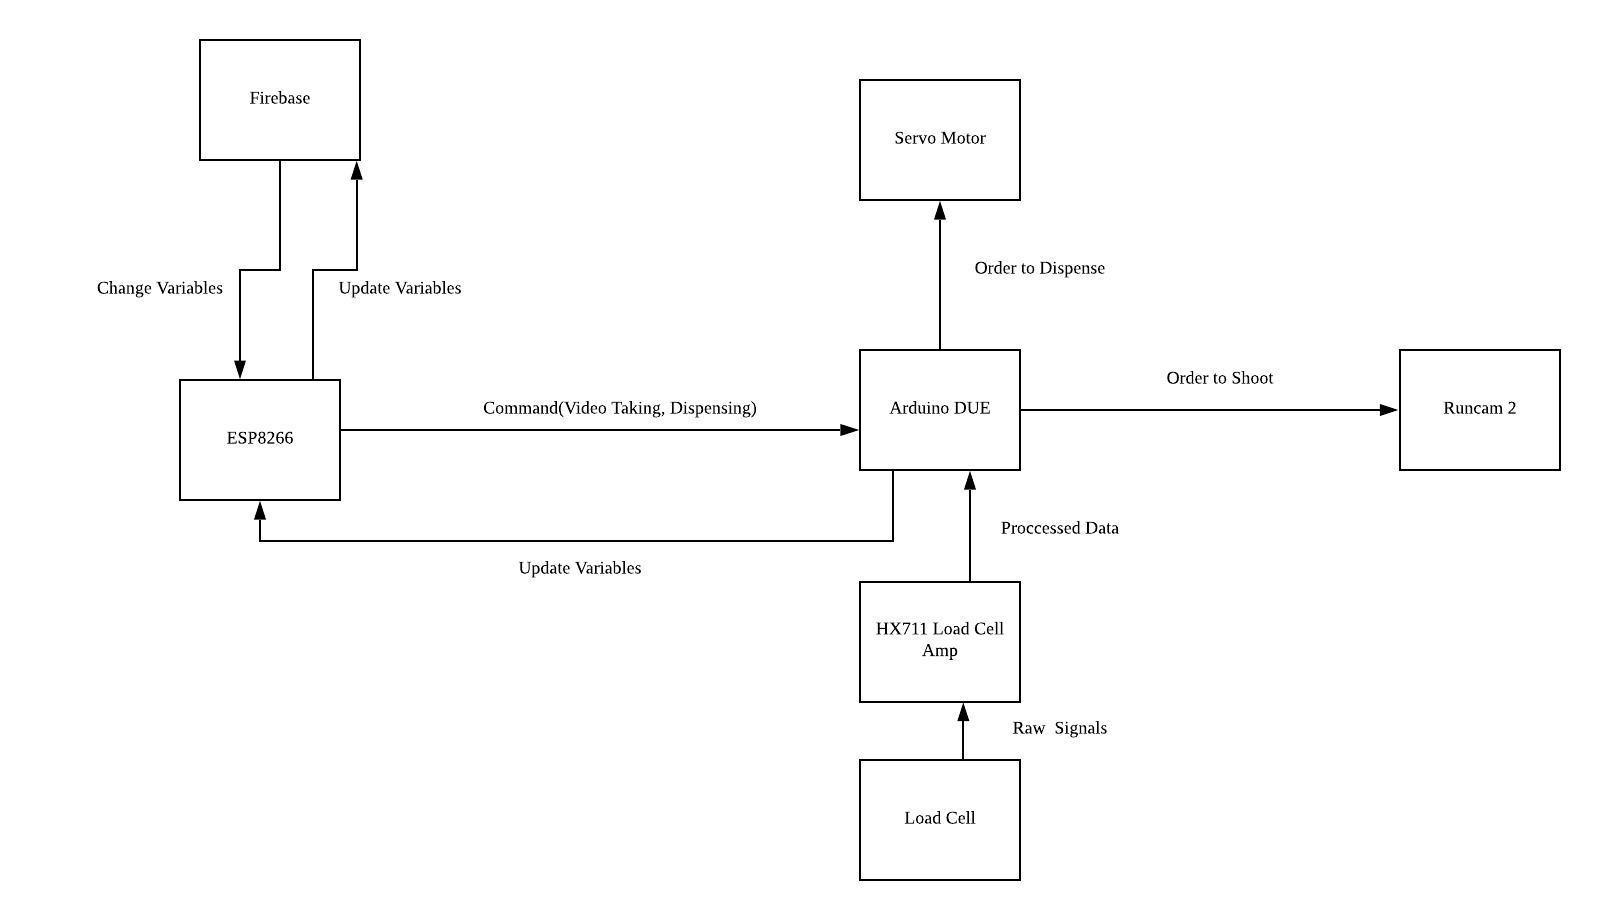 Firebase
Servo Motor
Order to Dispense
Change Variables
Update Variables
Order to Shoot
Command(Video Taking, Dispensing)
Arduino DUE
Runcam 2
ESP8266
Proccessed Data
Update Variables
HX711 Load Cell
Amp
Raw  Signals
Load Cell